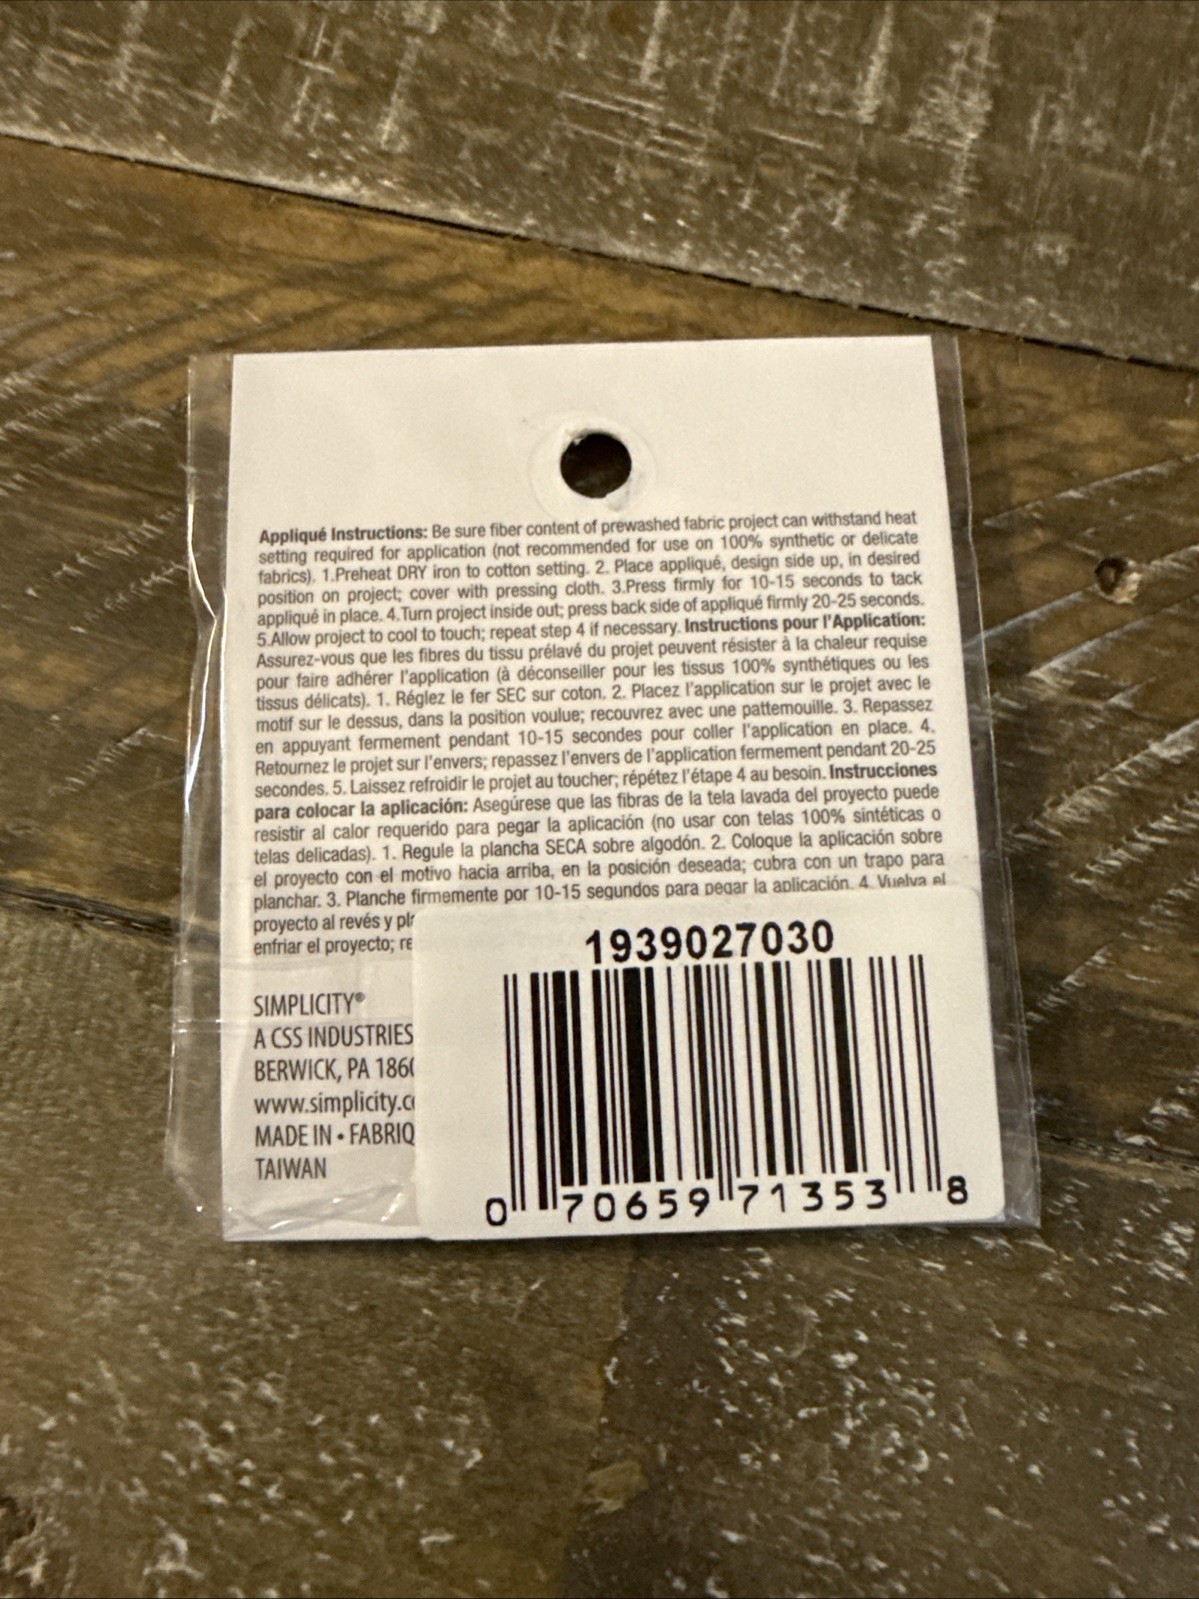 Appliqué Instructions: Be sure fiber content of prewashed fabric project can withstand heat
setting required for application (not recommended for use on 100% synthetic or delicate
fabrics). 1.Preheat DRY iron to cotton setting. 2. Place appliqué, design side up, in desired
position on project; cover with pressing cloth. 3.Press firmly for 10-15 seconds to tack
appliqué in place. 4.Turn project inside out; press back side of appliqué firmly 20-25 seconds.
5.Allow project to cool to touch; repeat step 4 if necessary. Instructions pour l'Application:
Assurez-vous que les fibres du tissu prélavé du projet peuvent résister à la chaleur requise
pour faire adhérer l'application (à déconseiller pour les tissus 100% synthétiques ou les
tissus délicats). 1. Réglez le fer SEC sur coton. 2. Placez l'application sur le projet avec le
motif sur le dessus, dans la position voulue; recouvrez avec une pattemouille. 3. Repassez
en appuyant fermement pendant 10-15 secondes pour coller l'application en place. 4.
Retournez le projet sur l'envers; repassez l'envers de l'application fermement pendant 20-25
secondes. 5. Laissez refroidir le projet au toucher; répétez l'étape 4 au besoin. Instrucciones
para colocar la aplicación: Asegúrese que las fibras de la tela lavada del proyecto puede
resistir al calor requerido para pegar la aplicación (no usar con telas 100% sintéticas o
telas delicadas). 1. Regule la plancha SECA sobre algodón. 2. Coloque la aplicación sobre
el proyecto con el motivo hacia arriba, en la posición deseada; cubra con un trapo para
planchar. 3. Planche firmemente por 10-15 segundos para pegar la aplicación. 4. Vuelva el
proyecto al revés y
enfriar el proyecto;
SIMPLICITY®
A CSS INDUSTRIES
BERWICK, PA
www.simplicity.c
MADE IN • FABRIQ
TAIWAN
1939027030
0 70659 71353 8